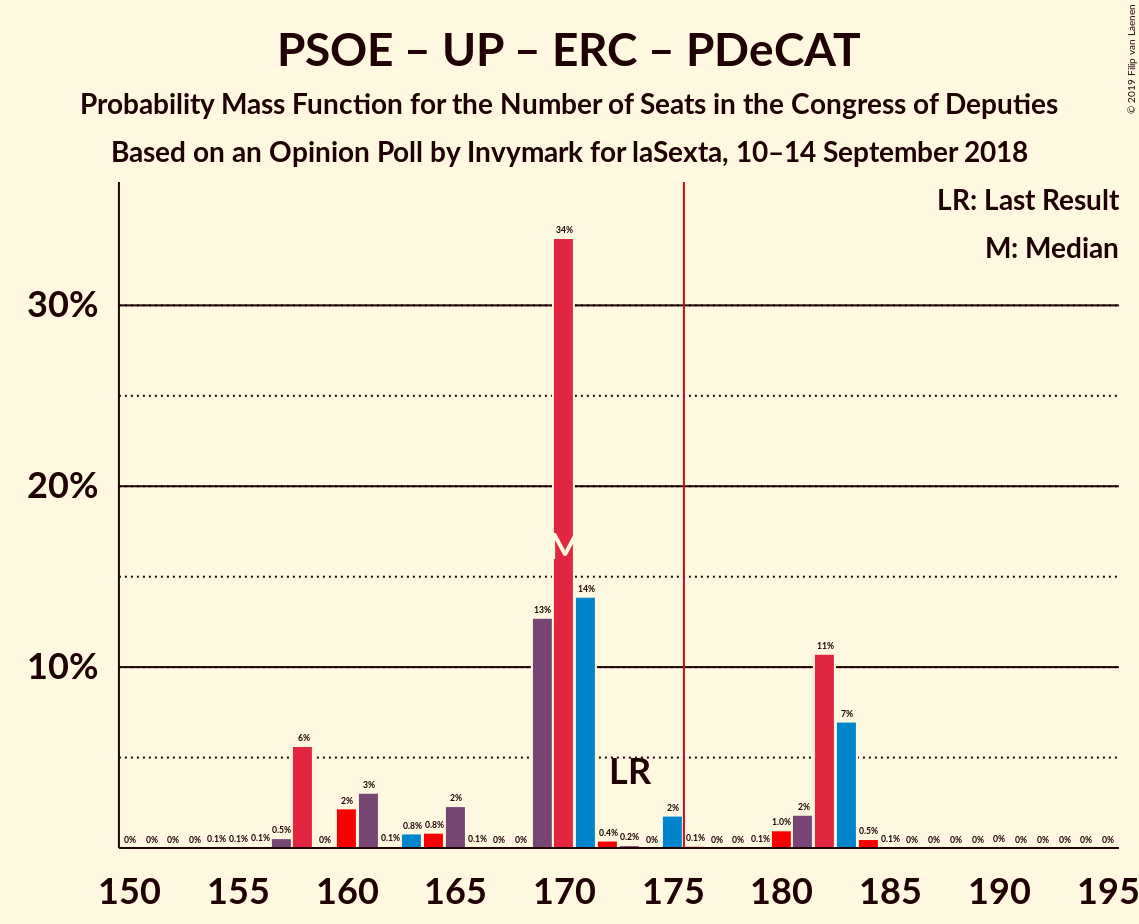 PSOE – UP – ERC – PDeCAT
Probability Mass Function for the Number of Seats in the Congress of Deputies
Based on an Opinion Poll by Invymark for laSexta, 10–14 September 2018
© 2019 Filip van Laenen
LR: Last Result
M: Median
30%
20%
10%
0% 0% 0% 0% 0.1% 0.1% 0.1% 0.5% 6% 0% 2% 3% 0.1% 0.8% 0.8% 2% 0.1% 0% 0% 13% 34% 14% 0.4% 0.2% 0% 2% 0.1% 0% 0% 0.1% 1.0% 2% 11% 7% 0.5% 0.1% 0% 0% 0% 0% 0% 0% 0% 0% 0% 0%
M
LR
150 155 160 165 170 175 180 185 190 195